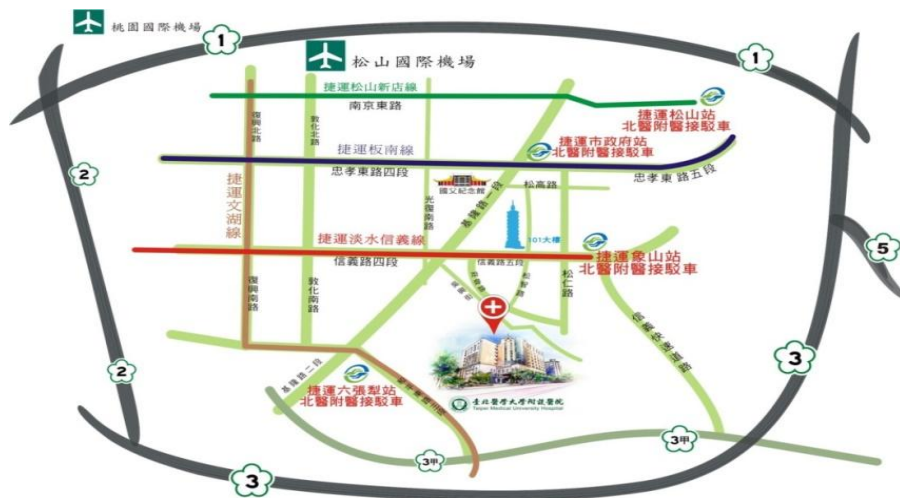 桃園國際機場
1
1
松山國際機場
捷運松山新店線
南京東路
捷運松山站
北醫附醫接駁車
復興北路
敦化北路
捷運市政府站
北醫附醫接駁車
捷運板南線
忠孝東路四段
忠孝東路五段
2
捷運文湖線
國父紀念館
松高路
光復南路
基隆路一段
101大樓
捷運淡水信義線
信義路四段
信義路五段
捷運象山站
北醫附醫接駁車
5
復興南路
敦化南路
松仁路
信義快速道路
2
3
基隆路二段
捷運六張犁站
北醫附醫接駁車
臺北醫學大學附設醫院
Taipei Medical University Hospital
3甲
3甲
3